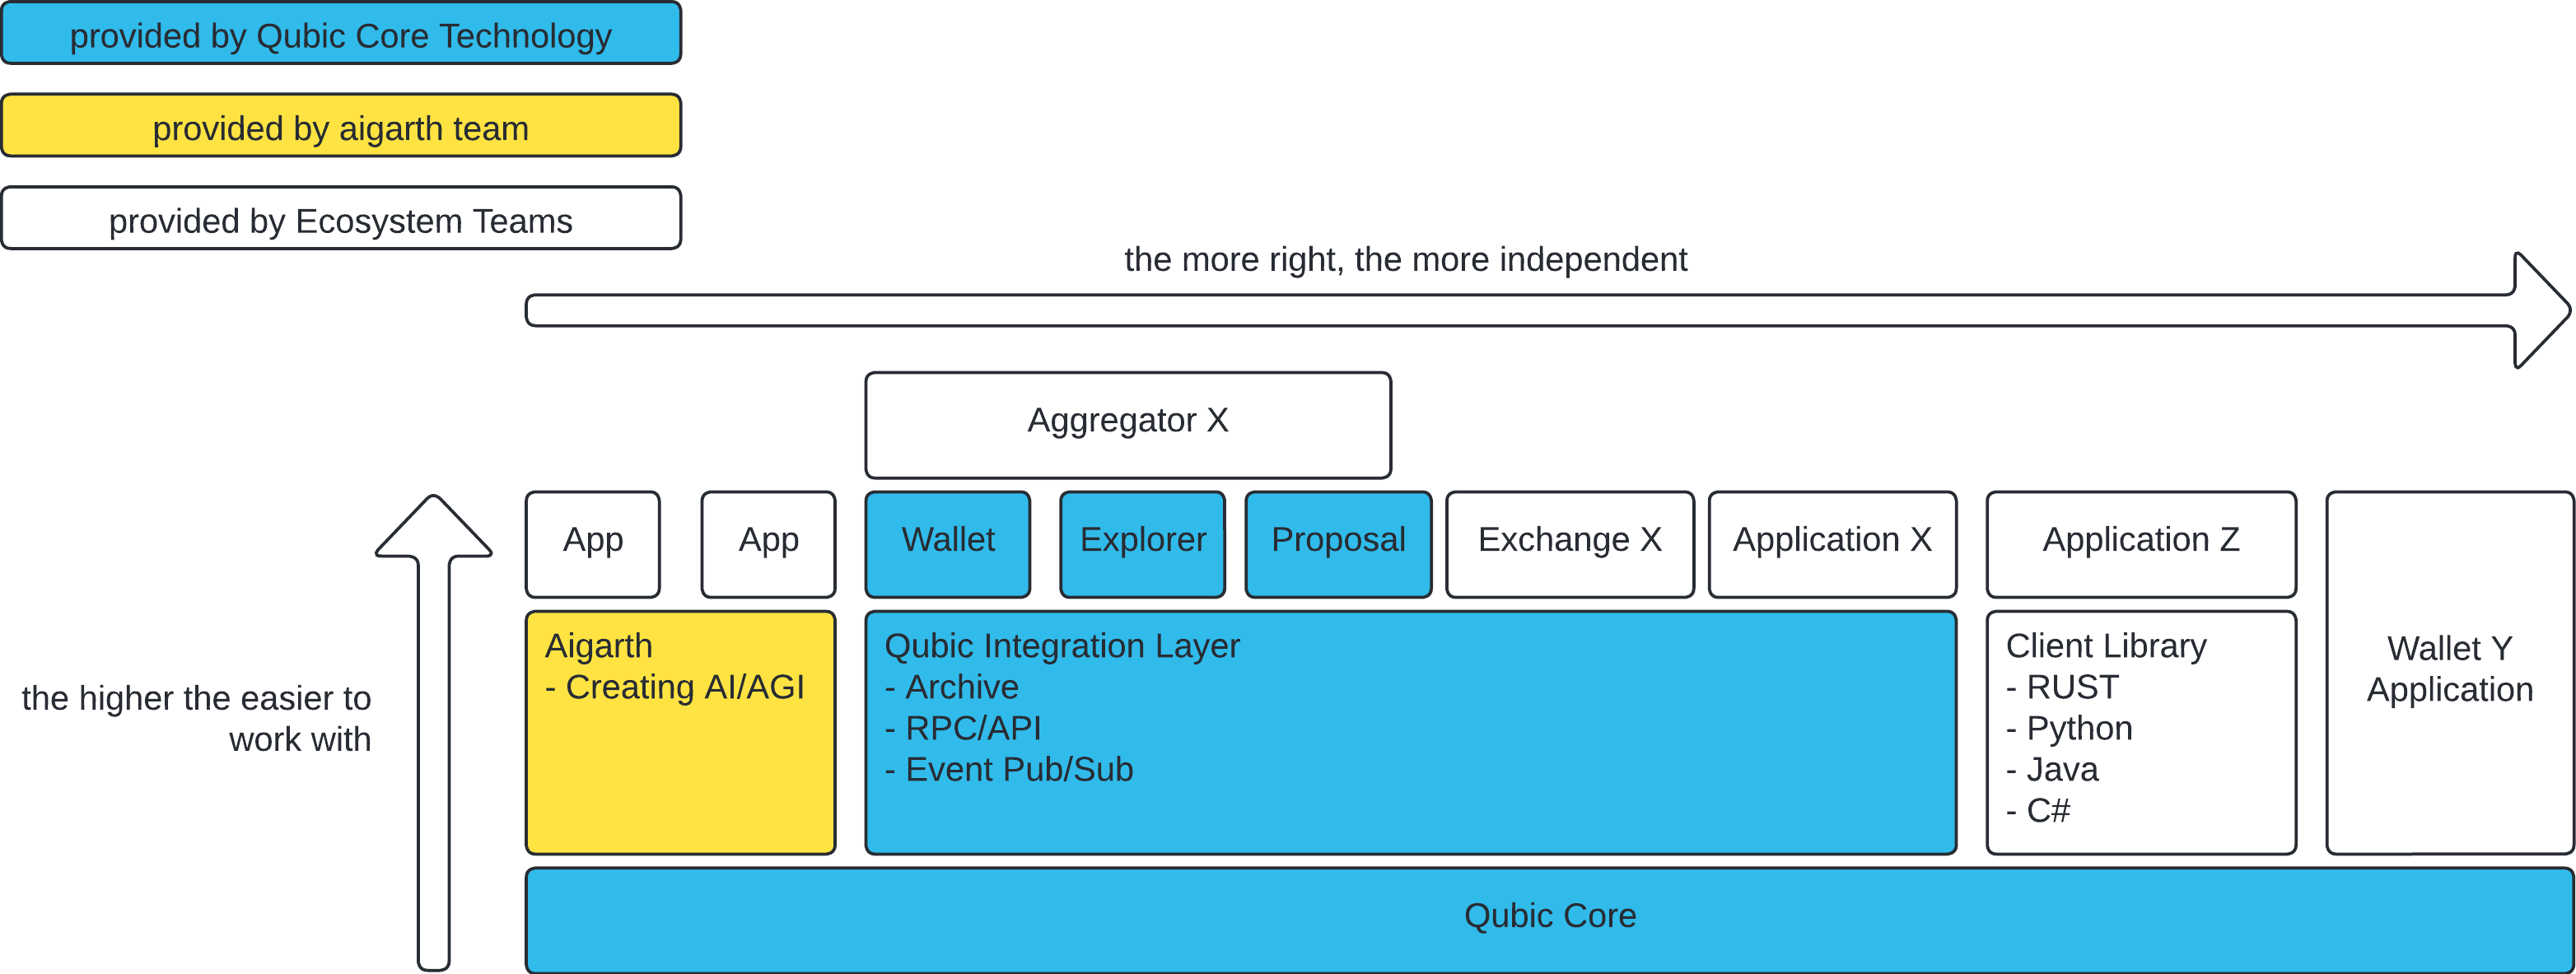 provided by Qubic Core Technology
provided by aigarth team
provided by Ecosystem Teams
the more right, the more independent
Aggregator X
App
App
Wallet
Explorer
Proposal
Exchange X
Application X
Application Z
Wallet Y
Application
the higher the easier to
work with
Aigarth
- Creating AI/AGI
Qubic Integration Layer
- Archive
- RPC/API
- Event Pub/Sub
Client Library
- RUST
- Python
- Java
- C#
Qubic Core